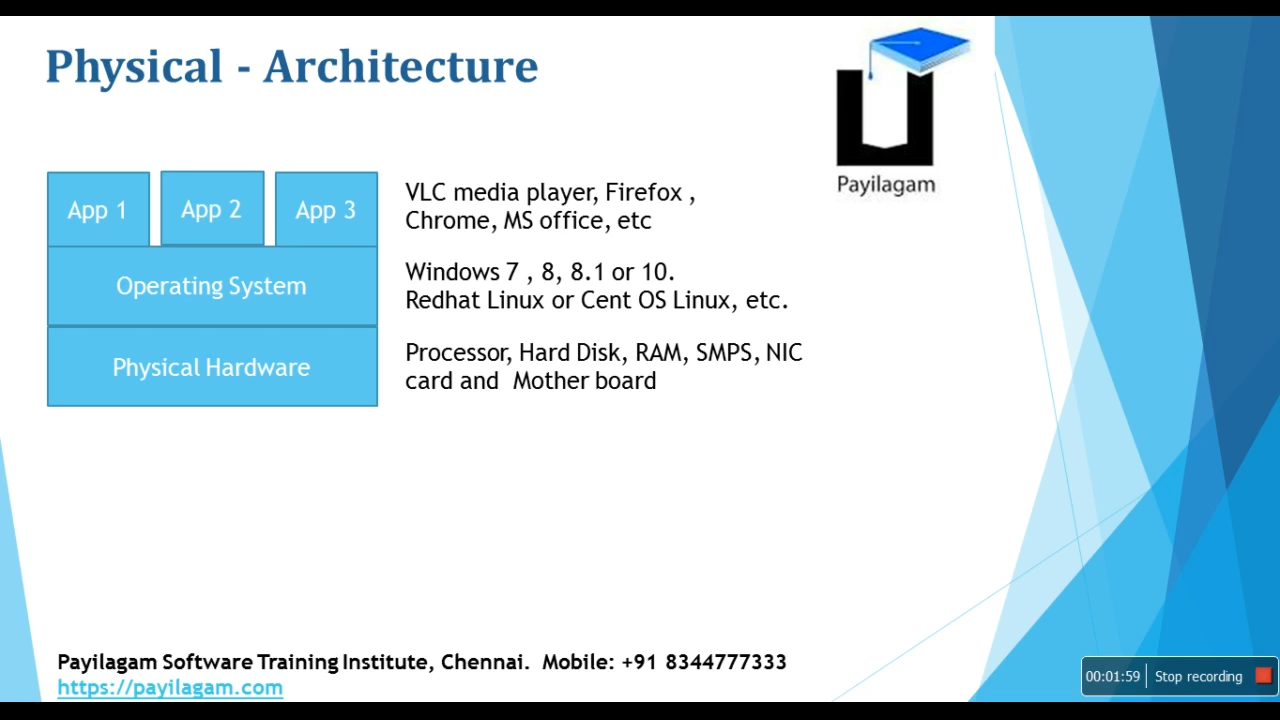 Physical - Architecture
Payilagam
App 1
App 2
App 3
VLC media player, Firefox ,
Chrome, MS office, etc
Operating System
Windows 7 , 8, 8.1 or 10.
Redhat Linux or Cent OS Linux, etc.
Physical Hardware
Processor, Hard Disk, RAM, SMPS, NIC
card and Mother board
Payilagam Software Training Institute, Chennai. Mobile: +91 8344777333
https://payilagam.com
00:01:59 Stop recording